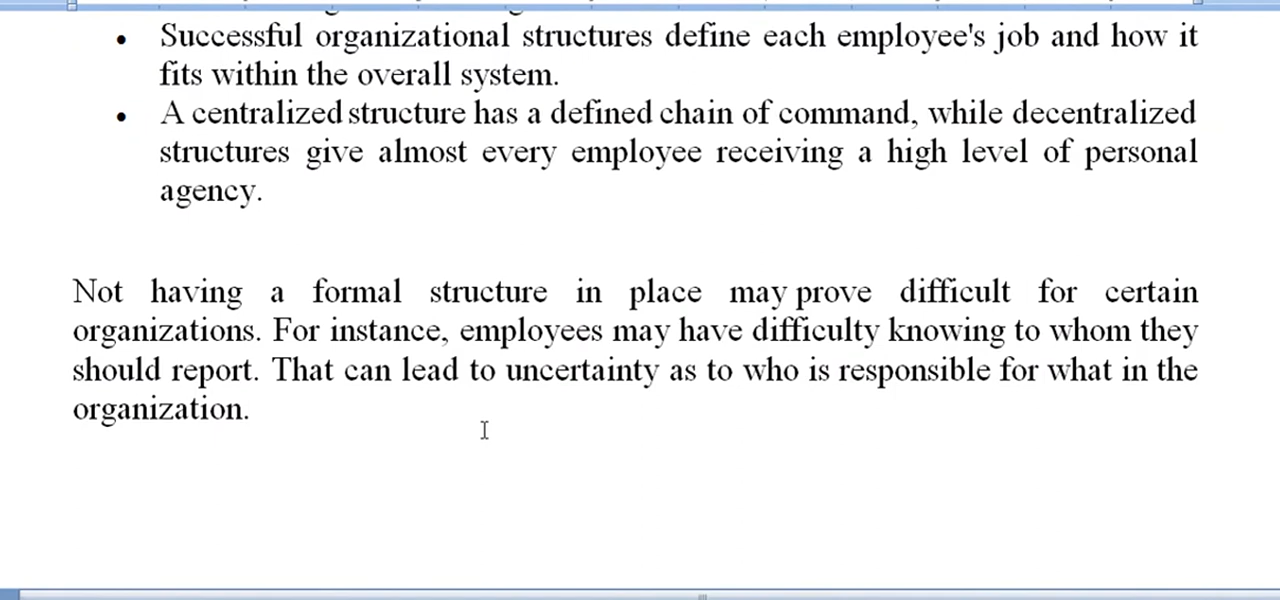 • Successful organizational structures define each employee's job and how it
fits within the overall system.
• A centralized structure has a defined chain of command, while decentralized
structures give almost every employee receiving a high level of personal
agency.
Not having a formal structure in place may prove difficult for certain
organizations. For instance, employees may have difficulty knowing to whom they
should report. That can lead to uncertainty as to who is responsible for what in the
organization.